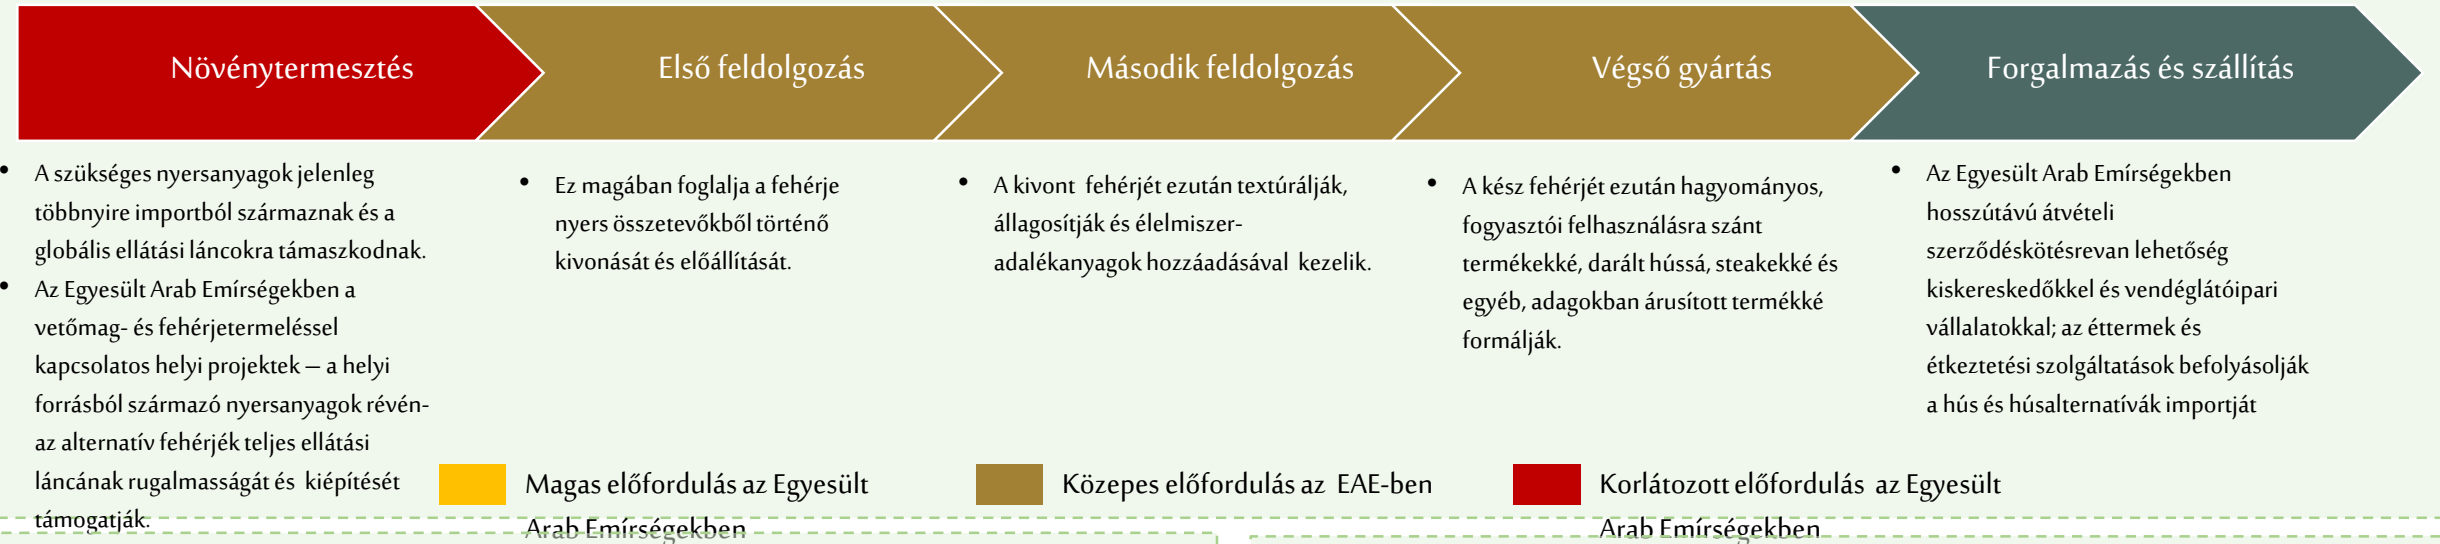 Növénytermesztés
Első feldolgozás
Második feldolgozás
Végső gyártás
Forgalmazás és szállítás
• A szükséges nyersanyagok jelenleg
többnyire importból származnak és a
globális ellátási láncokra támaszkodnak.
• Az Egyesült Arab Emírségekben a
vetőmag- és fehérjetermeléssel
kapcsolatos helyi projektek – a helyi
forrásból származó nyersanyagok révén-
az alternatív fehérjék teljes ellátási
láncának rugalmasságát és kiépítését
támogatják.
• Ez magában foglalja a fehérje
nyers összetevőkből történő
kivonását és előállítását.
• A kivont fehérjét ezután textúrálják,
állagosítják és élelmiszer-
adalékanyagok hozzáadásával kezelik.
• A kész fehérjét ezután hagyományos,
fogyasztói felhasználásra szánt
termékekké, darált hússá, steakekké és
egyéb, adagokban árusított termékké
formálják.
• Az Egyesült Arab Emírségekben
hosszútávú átvételi
szerződéskötésrevan lehetőség
kiskereskedőkkel és vendéglátóipari
vállalatokkal; az éttermek és
étkeztetési szolgáltatások befolyásolják
a hús és húsalternatívák importját
Magas előfordulás az Egyesült
Arab Emírségekben
Közepes előfordulás az EAE-ben
Korlátozott előfordulás az Egyesült
Arab Emírségekben